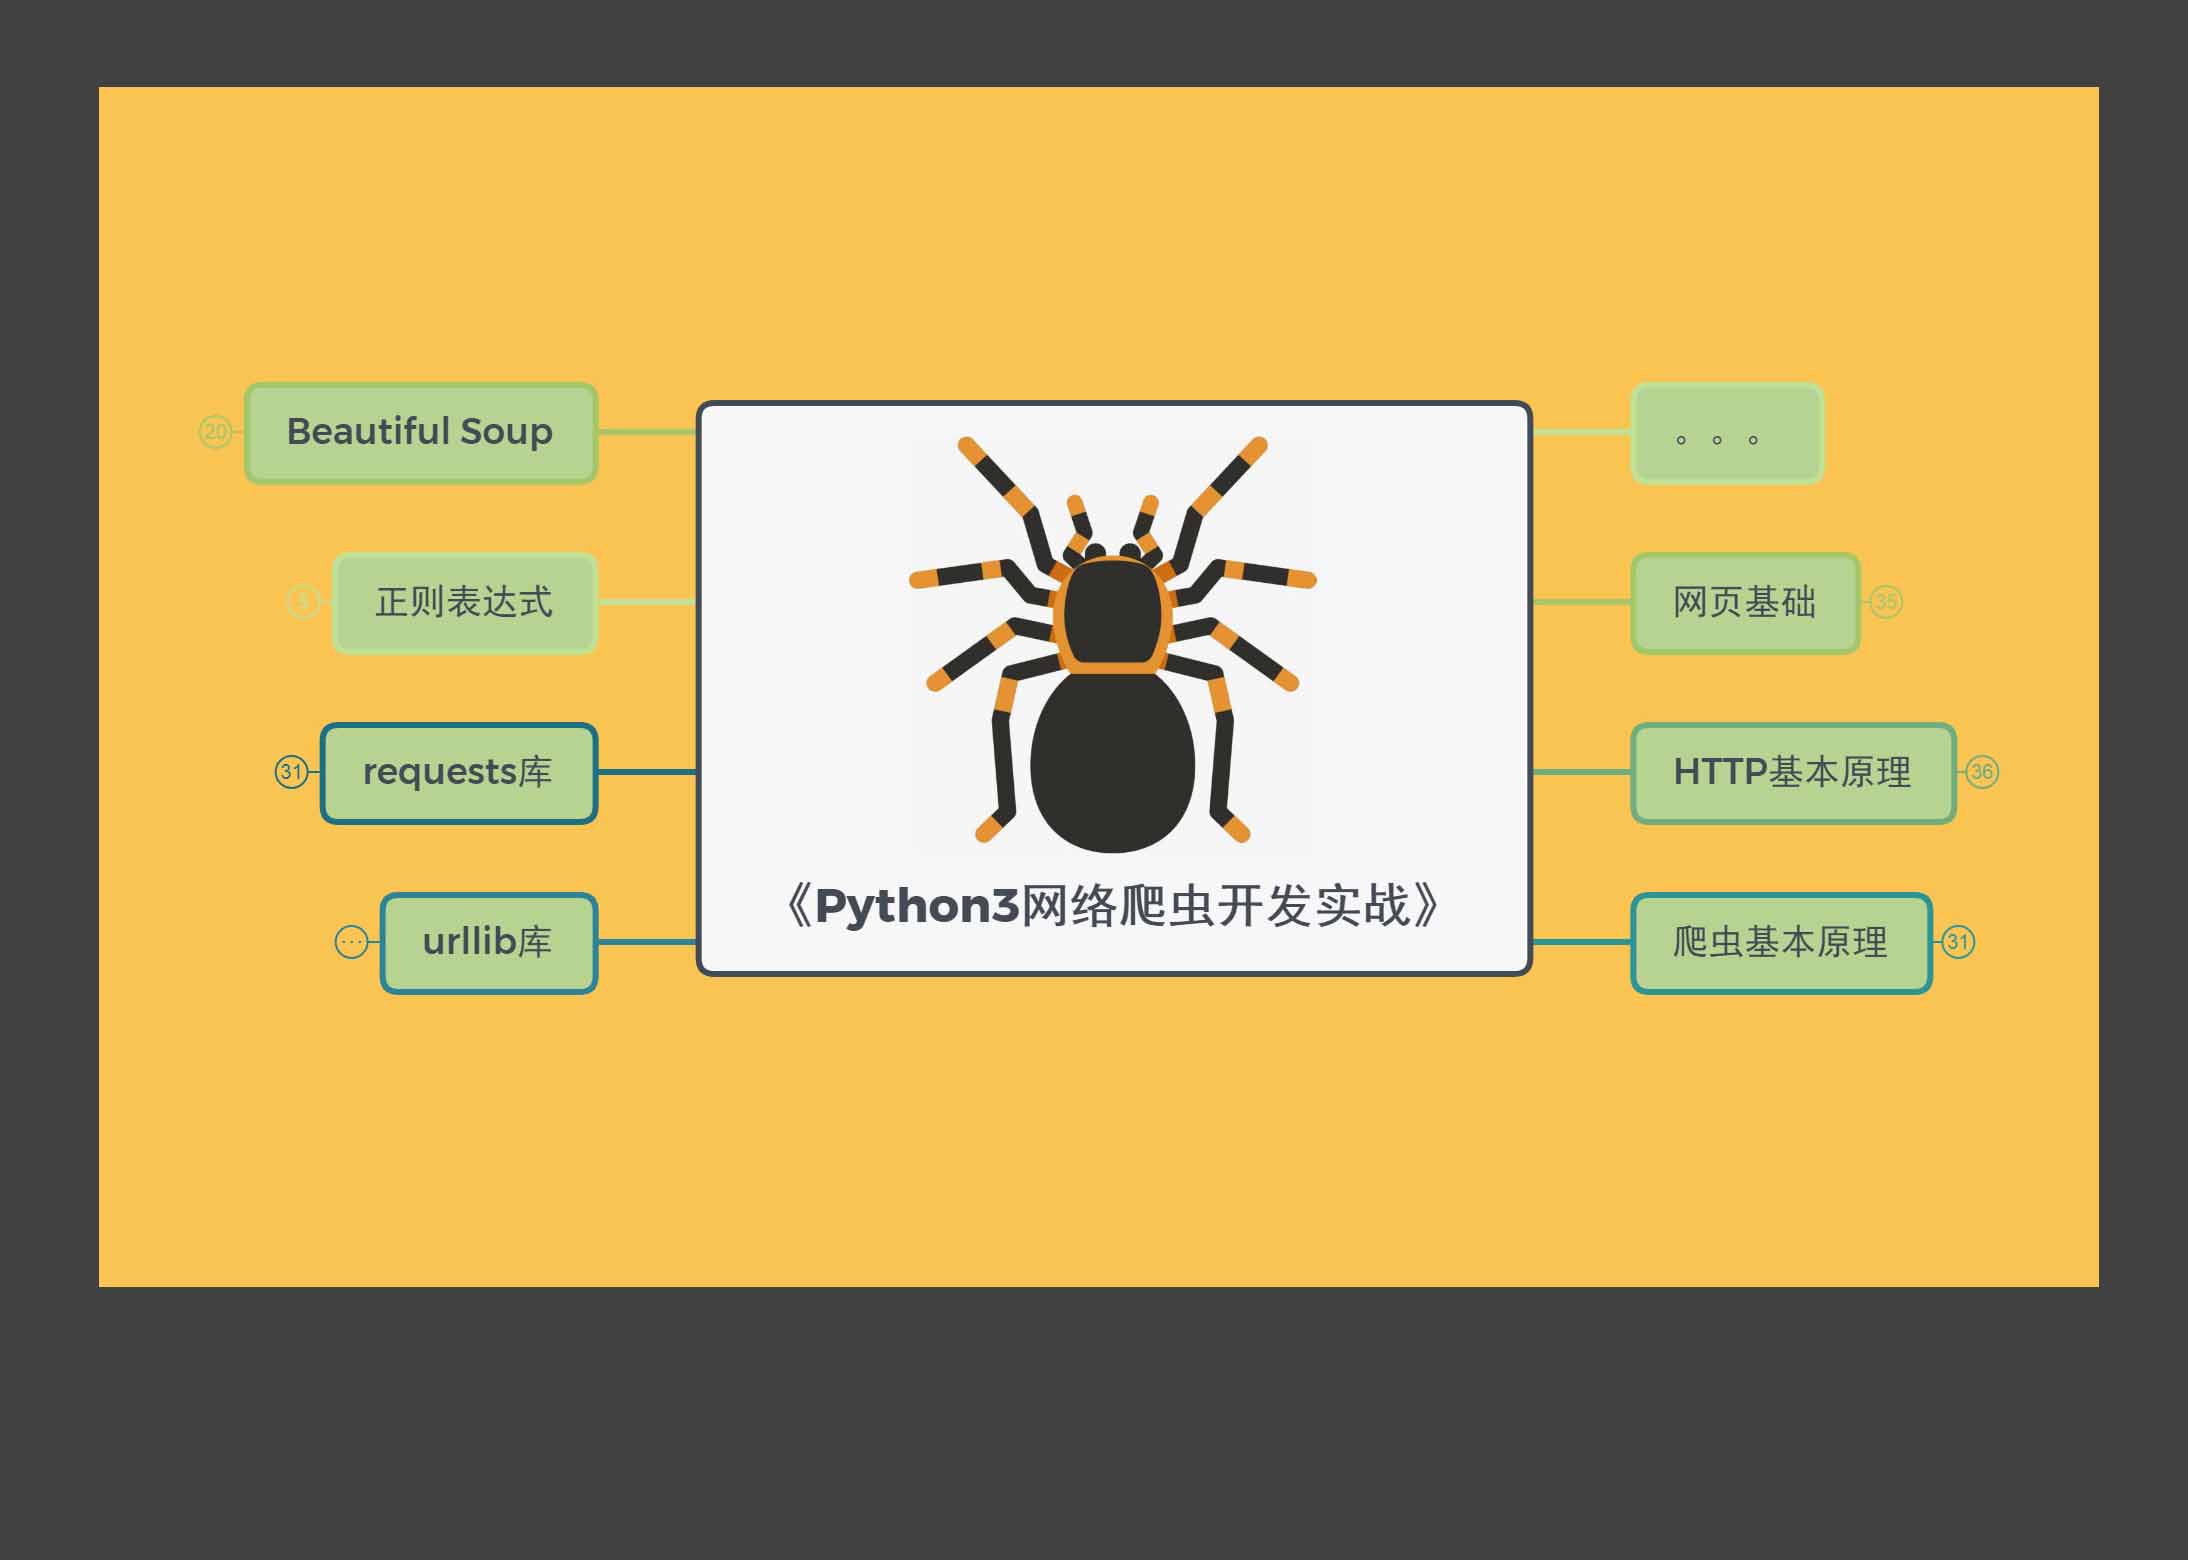 Beautiful Soup
20
正则表达式
requests库
31
urllib库
...
《Python3网络爬虫开发实战》
。。。
网页基础
35
HTTP基本原理
36
爬虫基本原理
31